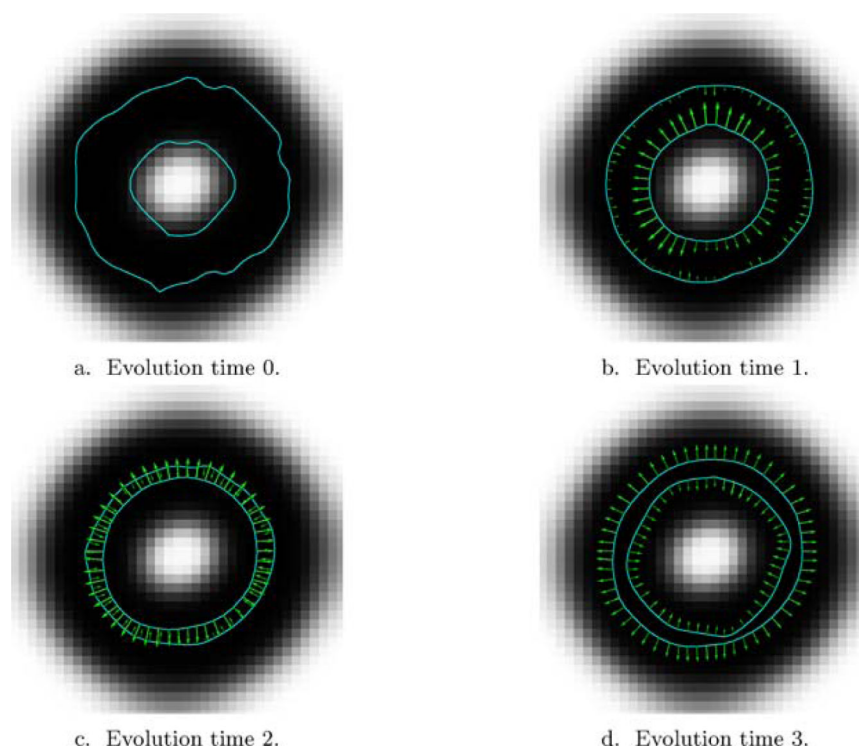 a. Evolution time 0.
b. Evolution time 1.
c. Evolution time 2.
d. Evolution time 3.